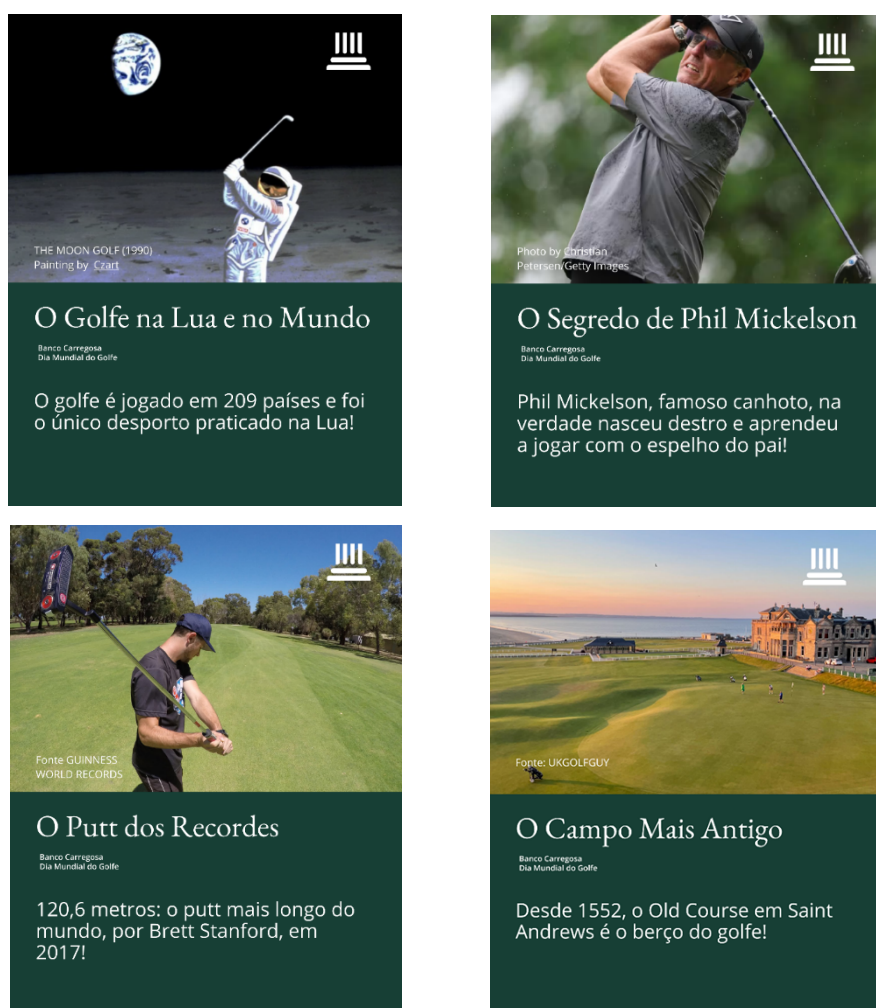 THE MOON GOLF (1990)
Painting by Czart
O Golfe na Lua e no Mundo
Banco Carregosa
Dia Mundial do Golfe
O golfe é jogado em 209 países e foi
o único desporto praticado na Lua!
Photo by Christian
Petersen/Getty Images
O Segredo de Phil Mickelson
Banco Carregosa
Dia Mundial do Golfe
Phil Mickelson, famoso canhoto, na
verdade nasceu destro e aprendeu
a jogar com o espelho do pai!
Fonte GUINNESS
WORLD RECORDS
O Putt dos Recordes
Banco Carregosa
Dia Mundial do Golfe
120,6 metros: o putt mais longo do
mundo, por Brett Stanford, em
2017!
Fonte: UKGOLFGUY
O Campo Mais Antigo
Banco Carregosa
Dia Mundial do Golfe
Desde 1552, o Old Course em Saint
Andrews é o berço do golfe!